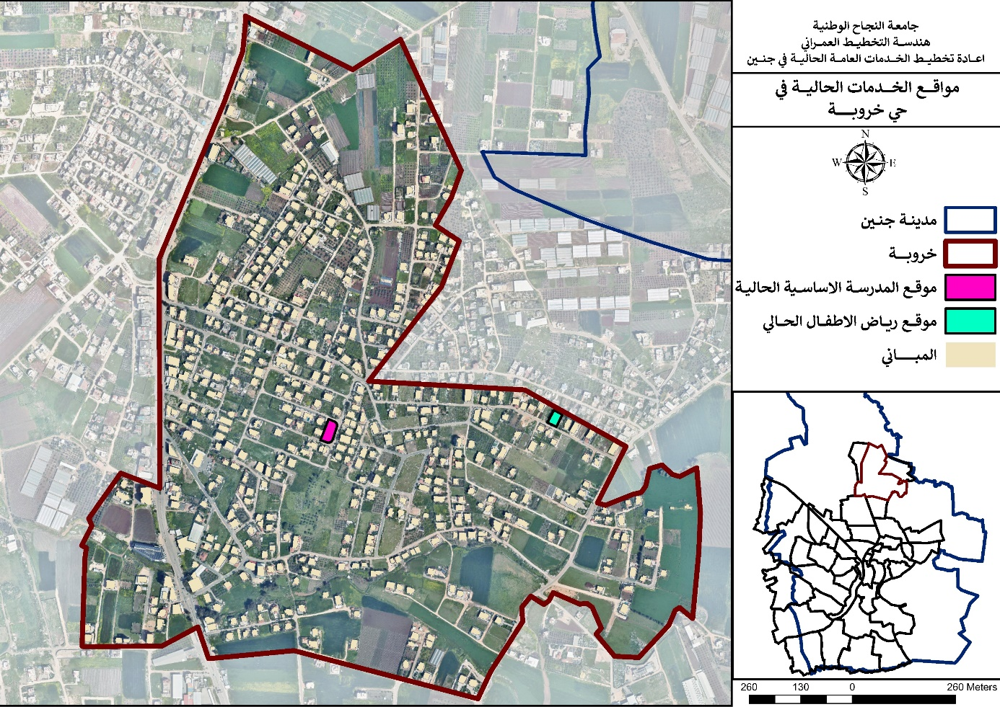 جامعة النجاح الوطنية
هندسة التخطيط العمراني
اعادة تخطيط الخدمات العامة الحالية في جنين
مواقع الخدمات الحالية في
حي خروبة
N
W E
S
مدينة جنين
خروبة
موقع المدرسة الاساسية الحالية
موقع رياض الاطفال الحالي
المباني
260 130 0 260 Meters